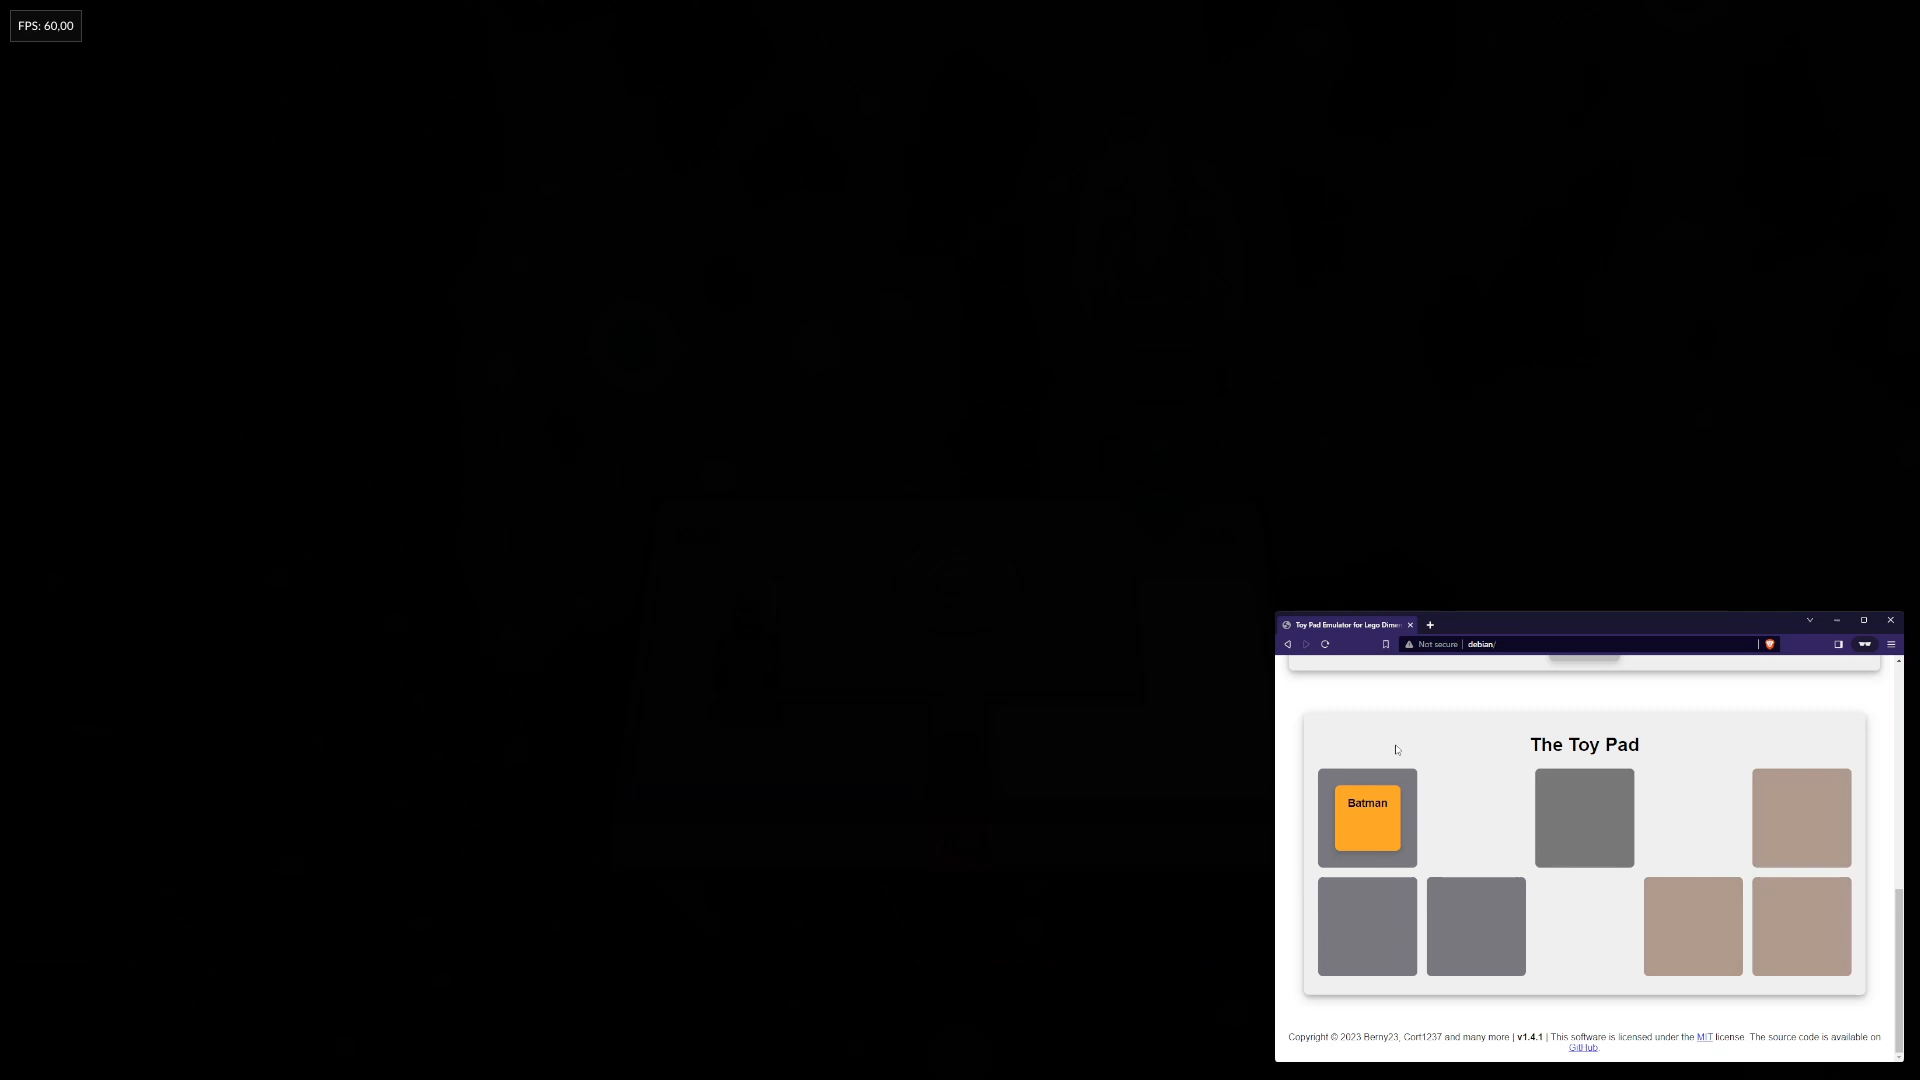 FPS: 60,00
Toy Pad Emulator for Lego Dimen
Not secure
debian/
The Toy Pad
Batman
Copyright © 2023 Berny23, Cort1237 and many more | v1.4.1 | This software is licensed under the MIT license. The source code is available on
GitHub.